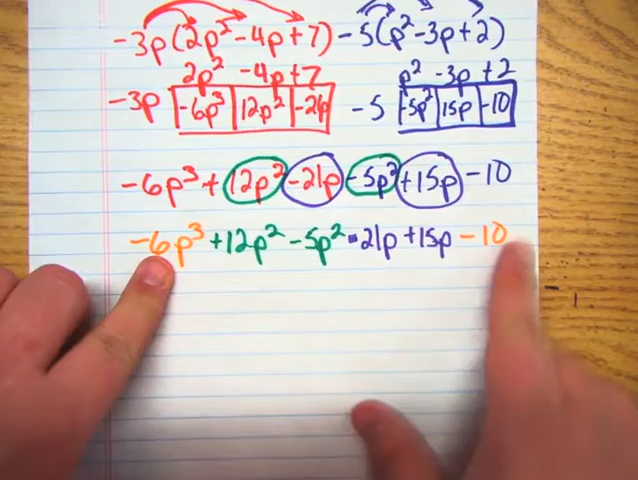 -3p(2p²-4p+7)-5(p²-3p+2)
2p² -4p+7 p² -3p +2
-3p -6p³ 12p² -21p -5 -5p² 15p -10
-6p³+12p²-21p-5p²+15p-10
-6p³+12p²-5p²-21p+15p-10